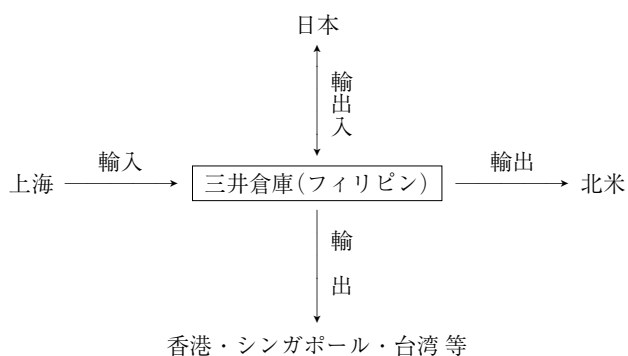 日本
輸出入
輸入
輸出
上海
三井倉庫(フィリピン)
北米
輸出
香港・シンガポール・台湾 等